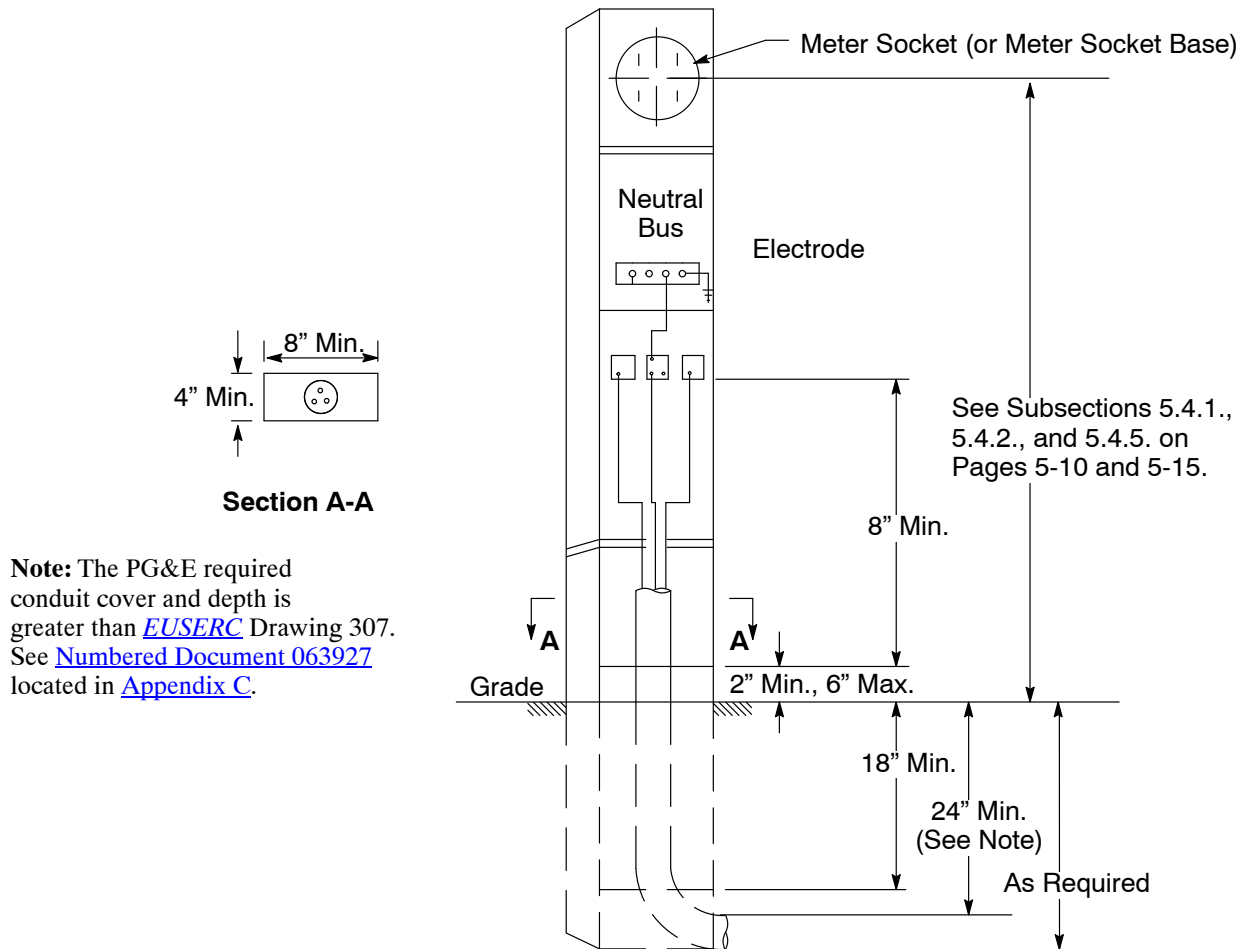 Meter Socket (or Meter Socket Base)
Neutral
Bus
Electrode
8” Min.
4” Min.
Section A-A
See Subsections 5.4.1.,
5.4.2., and 5.4.5. on
Pages 5-10 and 5-15.
8” Min.
Note: The PG&E required
conduit cover and depth is
greater than EUSERC Drawing 307.
See Numbered Document 063927
located in Appendix C.
A
A
2” Min., 6” Max.
Grade
18” Min.
24” Min.
(See Note)
As Required